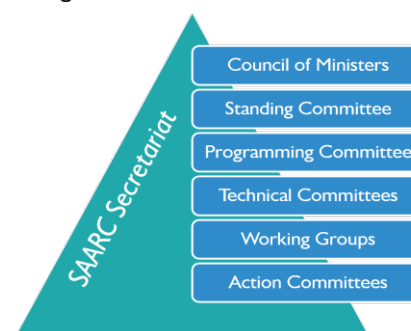 SAARC Secretariat
Council of Ministers
Standing Committee
Programming Committee
Technical Committees
Working Groups
Action Committees